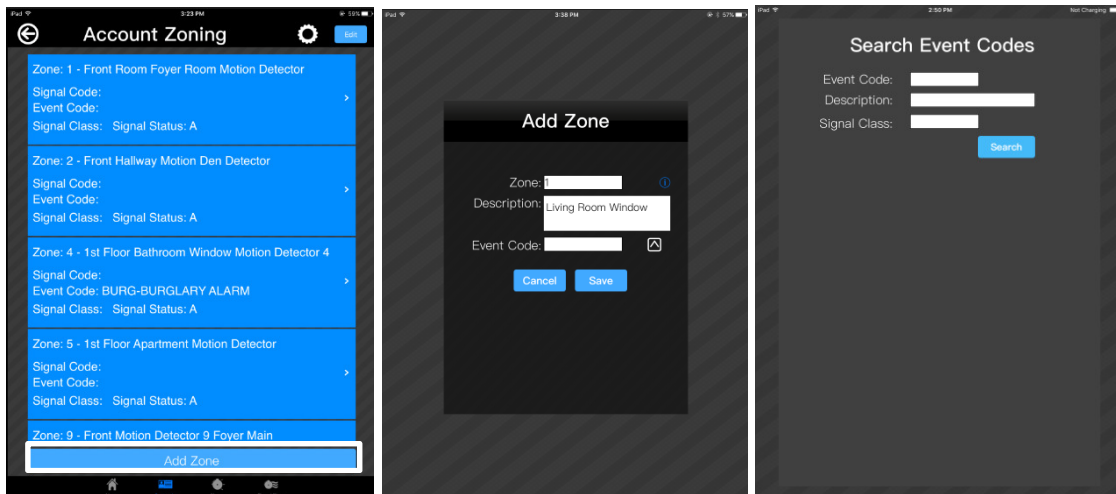 iPad 3:23 PM 59%
Account Zoning
Edit
Zone: 1 - Front Room Foyer Room Motion Detector
Signal Code:
Event Code:
Signal Class: Signal Status: A
Zone: 2 - Front Hallway Motion Den Detector
Signal Code:
Event Code:
Signal Class: Signal Status: A
Zone: 4 - 1st Floor Bathroom Window Motion Detector 4
Signal Code:
Event Code: BURG-BURGLARY ALARM
Signal Class: Signal Status: A
Zone: 5 - 1st Floor Apartment Motion Detector
Signal Code:
Event Code:
Signal Class: Signal Status: A
Zone: 9 - Front Motion Detector 9 Foyer Main
Add Zone
iPad 3:38 PM 57%
Add Zone
Zone: 1
Description: Living Room Window
Event Code:
Cancel Save
iPad 2:50 PM Not Charging
Search Event Codes
Event Code:
Description:
Signal Class:
Search